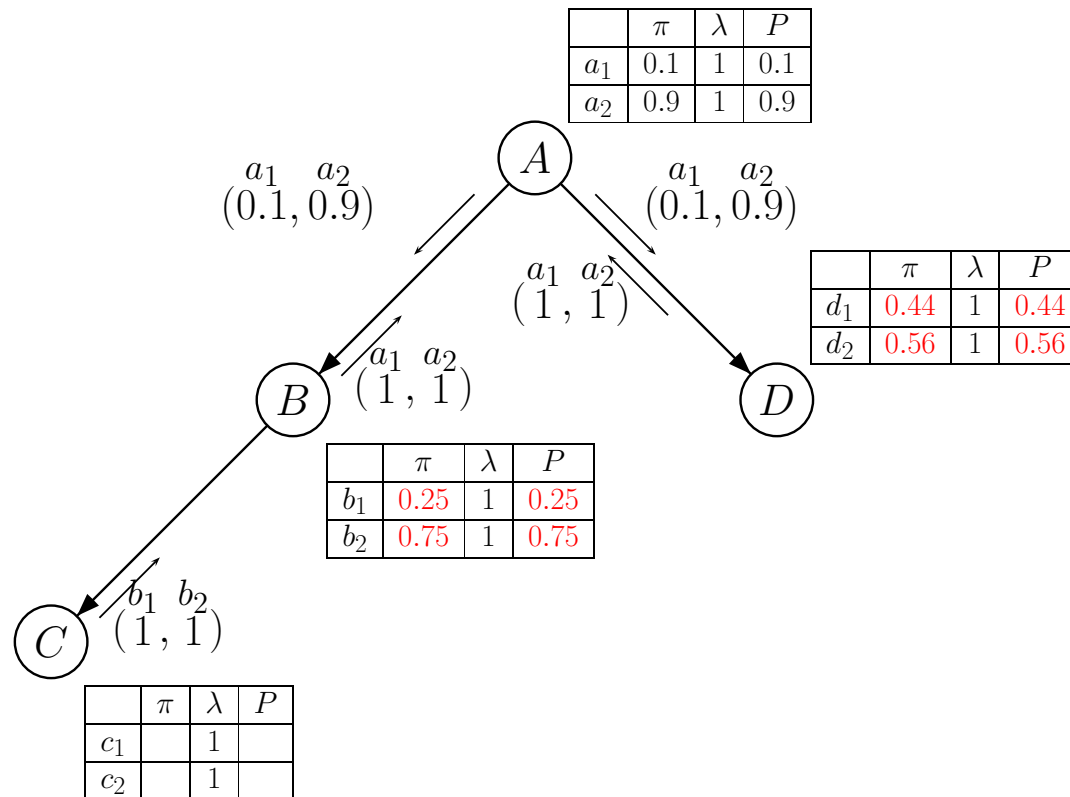 π λ P
a₁ 0.1 1 0.1
a₂ 0.9 1 0.9
A
a₁ a₂
(0.1, 0.9)
a₁ a₂
(0.1, 0.9)
a₁ a₂
(1, 1)
π λ P
d₁ 0.44 1 0.44
d₂ 0.56 1 0.56
a₁ a₂
(1, 1)
B
D
π λ P
b₁ 0.25 1 0.25
b₂ 0.75 1 0.75
b₁ b₂
(1, 1)
C
π λ P
c₁ 1
c₂ 1